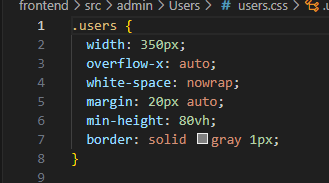 frontend > src > admin > Users > users.css >
1 .users {
2 width: 350px;
3 overflow-x: auto;
4 white-space: nowrap;
5 margin: 20px auto;
6 min-height: 80vh;
7 border: solid gray 1px;
8 }
9